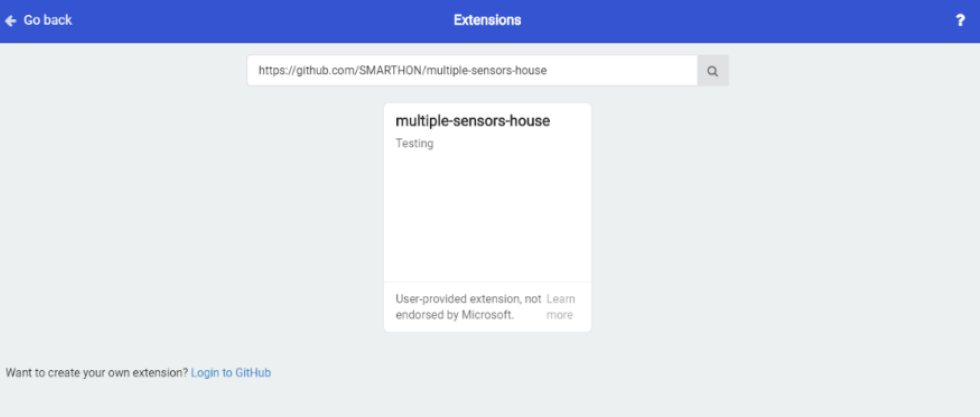 Go back
Extensions
?
https://github.com/SMARTHON/multiple-sensors-house
multiple-sensors-house
Testing
User-provided extension, not endorsed by Microsoft.
Learn more
Want to create your own extension? Login to GitHub